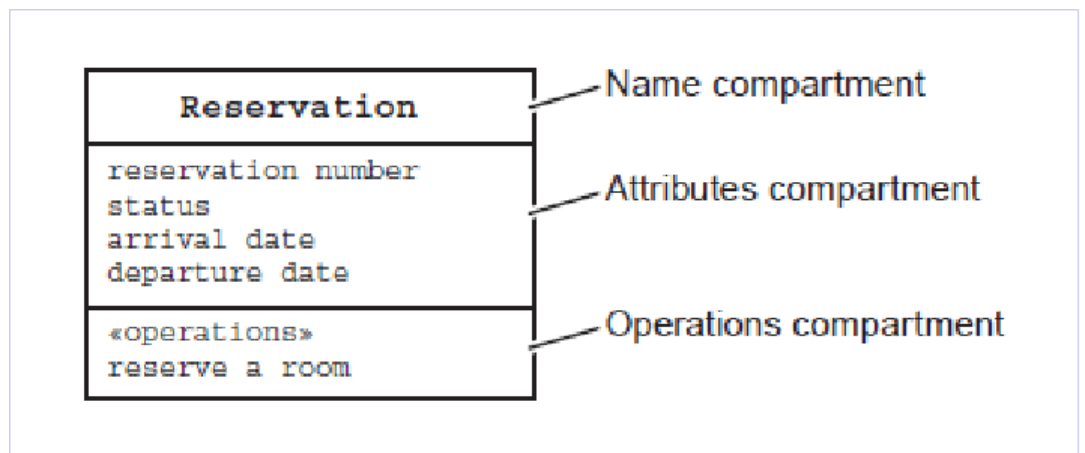 Reservation
Name compartment
reservation number
status
arrival date
departure date
Attributes compartment
«operations»
reserve a room
Operations compartment